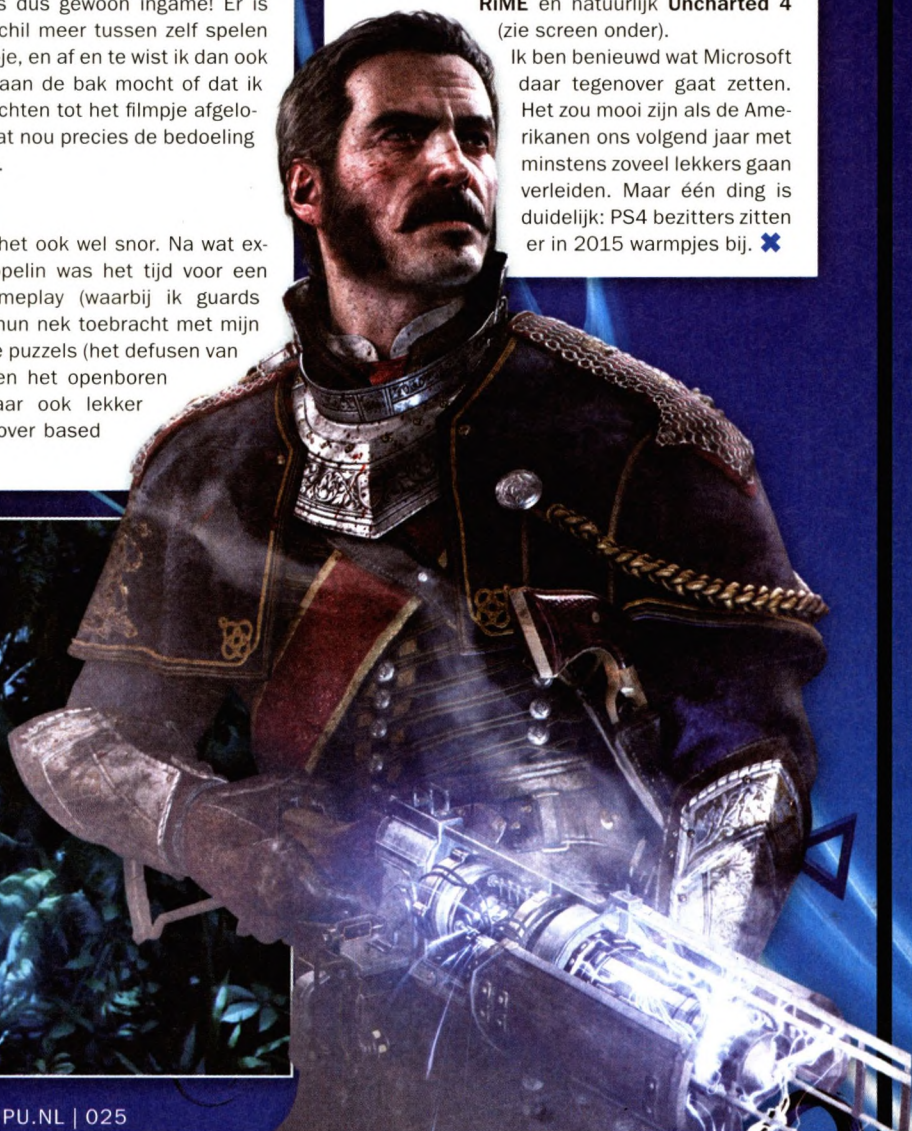 s dus gewoon ingame! Er is
chil meer tussen zelf spelen
je, en af en te wist ik dan ook
aan de bak mocht of dat ik
chten tot het filmpje afgelo-
at nou precies de bedoeling
.
het ook wel snor. Na wat ex-
pelin was het tijd voor een
meplay (waarbij ik guards
hun nek toebracht met mijn
e puzzels (het defusen van
en het openboren
aar ook lekker
over based
RIME en natuurlijk Uncharted 4
(zie screen onder).
Ik ben benieuwd wat Microsoft
daar tegenover gaat zetten.
Het zou mooi zijn als de Ame-
rikanen ons volgend jaar met
minstens zoveel lekkers gaan
verleiden. Maar één ding is
duidelijk: PS4 bezitters zitten
er in 2015 warmpjes bij.
PU.NL | 025